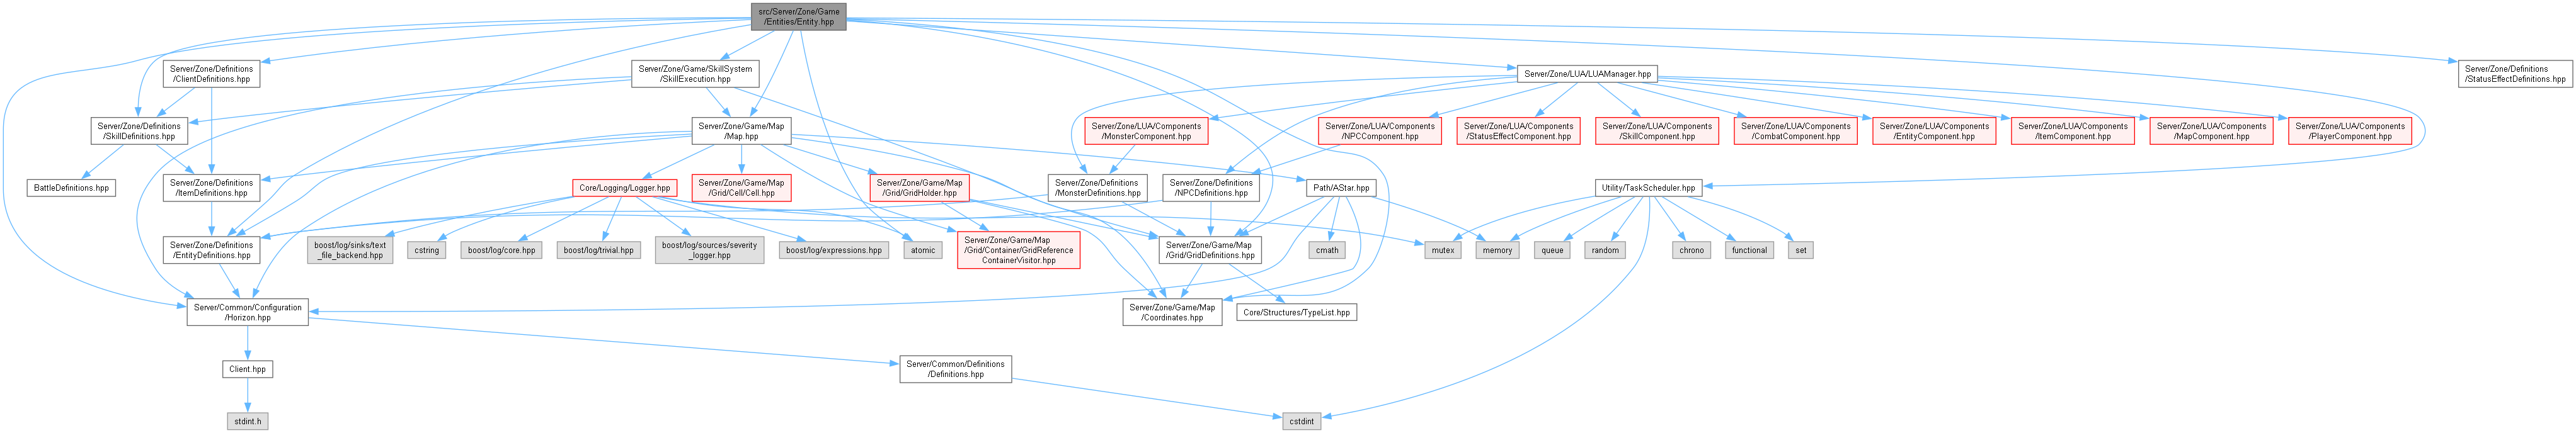 src/Server/Zone/Game
/Entities/Entity.hpp
Server/Zone/Definitions
/ClientDefinitions.hpp
Server/Zone/Game/SkillSystem
/SkillExecution.hpp
Server/Zone/LUA/LUAManager.hpp
Server/Zone/Definitions
/StatusEffectDefinitions.hpp
Server/Zone/Definitions
/SkillDefinitions.hpp
Server/Zone/Game/Map
/Map.hpp
Server/Zone/LUA/Components
/MonsterComponent.hpp
Server/Zone/LUA/Components
/NPCComponent.hpp
Server/Zone/LUA/Components
/StatusEffectComponent.hpp
Server/Zone/LUA/Components
/SkillComponent.hpp
Server/Zone/LUA/Components
/CombatComponent.hpp
Server/Zone/LUA/Components
/EntityComponent.hpp
Server/Zone/LUA/Components
/ItemComponent.hpp
Server/Zone/LUA/Components
/MapComponent.hpp
Server/Zone/LUA/Components
/PlayerComponent.hpp
BattleDefinitions.hpp
Server/Zone/Definitions
/ItemDefinitions.hpp
Core/Logging/Logger.hpp
Server/Zone/Game/Map
/Grid/Cell/Cell.hpp
Server/Zone/Game/Map
/Grid/GridHolder.hpp
Server/Zone/Definitions
/MonsterDefinitions.hpp
Server/Zone/Definitions
/NPCDefinitions.hpp
Path/AStar.hpp
Utility/TaskScheduler.hpp
Server/Zone/Definitions
/EntityDefinitions.hpp
boost/log/sinks/text
_file_backend.hpp
cstring
boost/log/core.hpp
boost/log/trivial.hpp
boost/log/sources/severity
_logger.hpp
boost/log/expressions.hpp
atomic
Server/Zone/Game/Map
/Grid/Container/GridReference
ContainerVisitor.hpp
Server/Zone/Game/Map
/Grid/GridDefinitions.hpp
cmath
mutex
memory
queue
random
chrono
functional
set
Server/Common/Configuration
/Horizon.hpp
Server/Zone/Game/Map
/Coordinates.hpp
Core/Structures/TypeList.hpp
Client.hpp
Server/Common/Definitions
/Definitions.hpp
stdint.h
cstdint